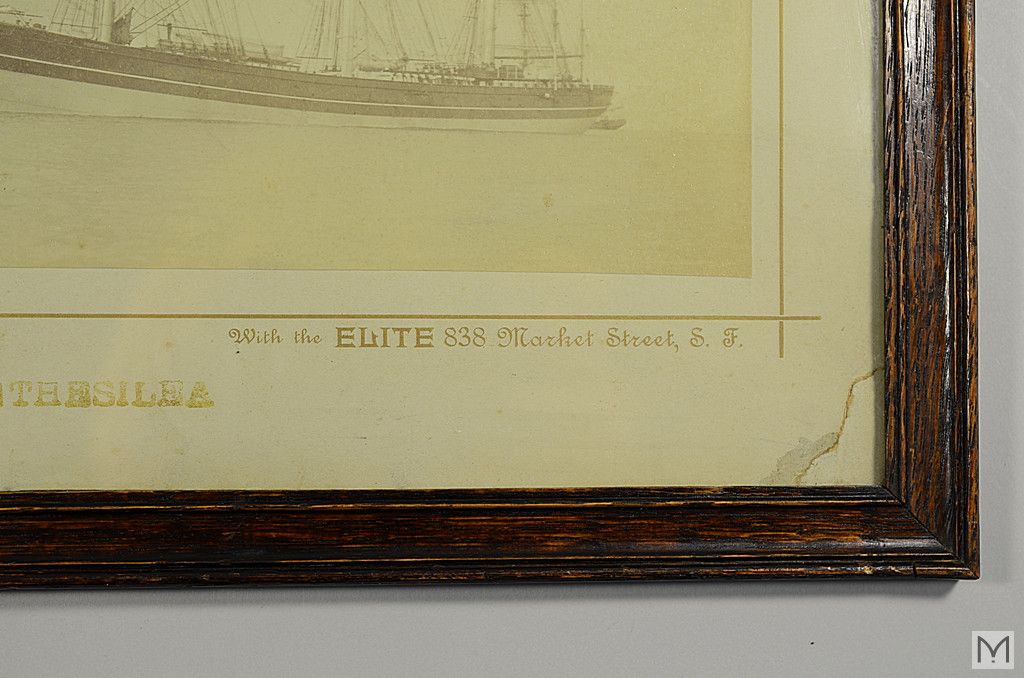 With the ELITE 838 Market Street, S. F.
THESILEA
M